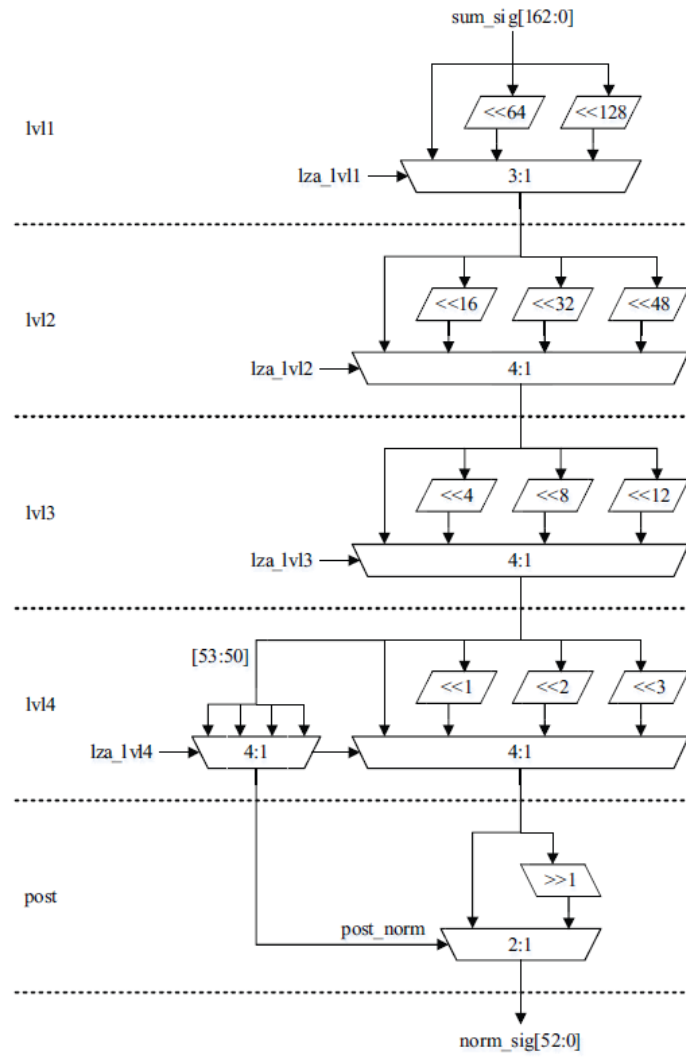 sum_sig[162:0]
lvl1
<<64
<<128
lza_lvl1
3:1
lvl2
<<16
<<32
<<48
lza_lvl2
4:1
lvl3
<<4
<<8
<<12
lza_lvl3
4:1
[53:50]
lvl4
<<1
<<2
<<3
lza_lvl4
4:1
4:1
post
>>1
post_norm
2:1
norm_sig[52:0]